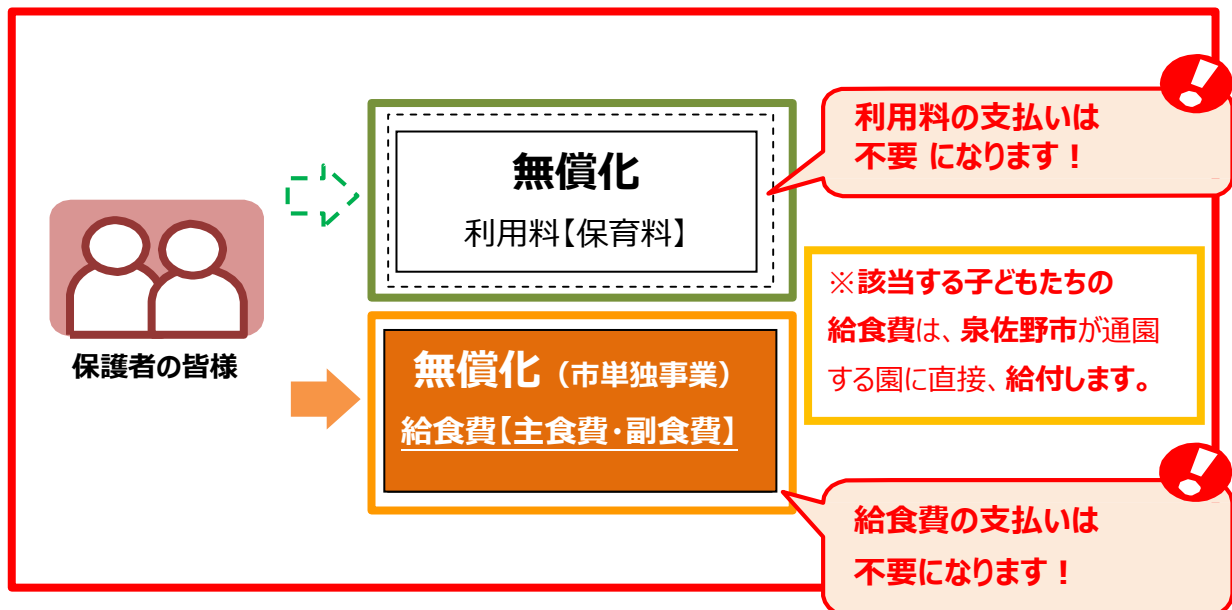 保護者の皆様
無償化
利用料【保育料】
利用料の支払いは
不要 になります！
無償化（市単独事業）
給食費【主食費・副食費】
※該当する子どもたちの
給食費は、泉佐野市が通園
する園に直接、給付します。
給食費の支払いは
不要になります！